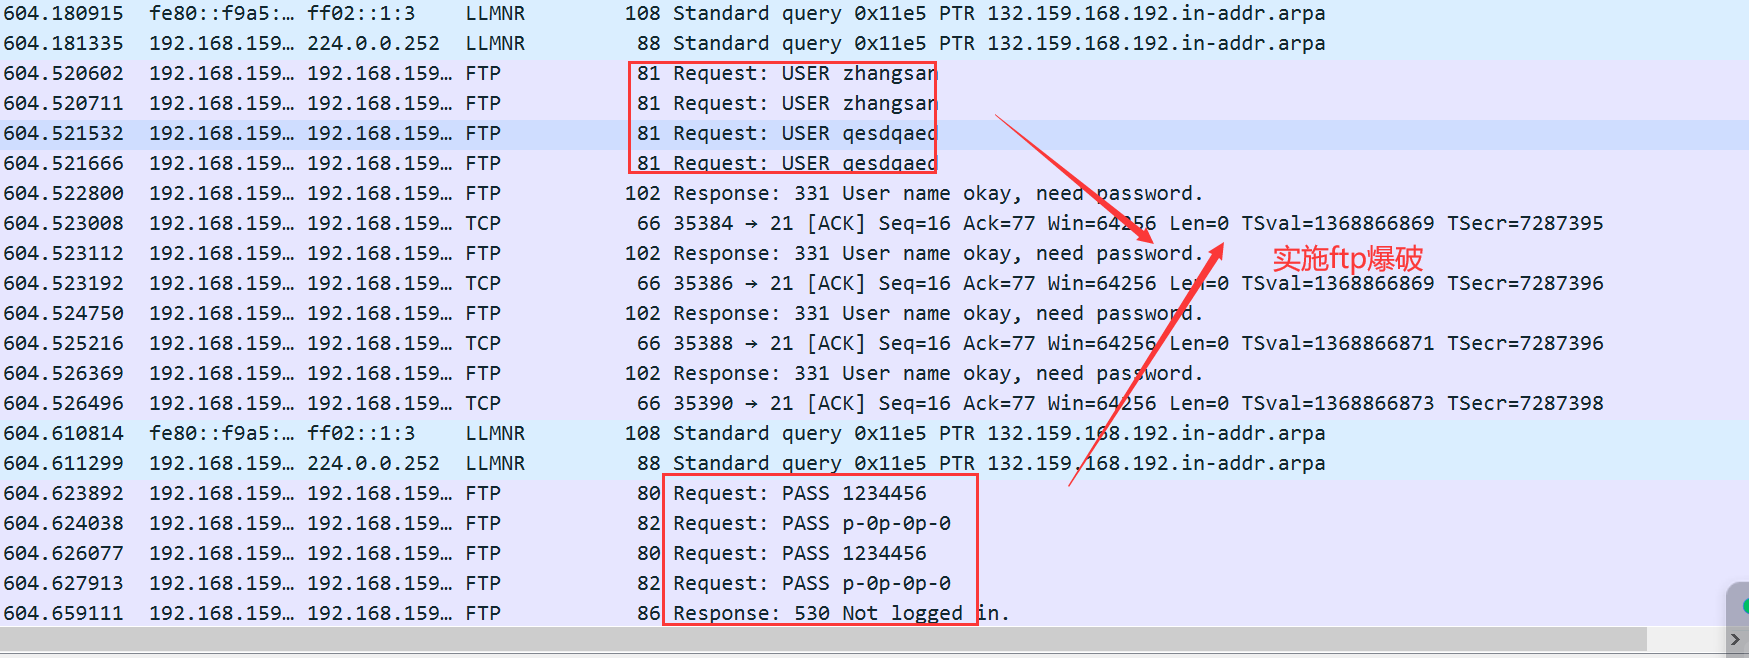 604.180915 fe80::f9a5:… ff02::1:3 LLMNR 108 Standard query 0x11e5 PTR 132.159.168.192.in-addr.arpa
604.181335 192.168.159… 224.0.0.252 LLMNR 88 Standard query 0x11e5 PTR 132.159.168.192.in-addr.arpa
604.520602 192.168.159… 192.168.159… FTP 81 Request: USER zhangsan
604.520711 192.168.159… 192.168.159… FTP 81 Request: USER zhangsan
604.521532 192.168.159… 192.168.159… FTP 81 Request: USER qesdqaed
604.521666 192.168.159… 192.168.159… FTP 81 Request: USER qesdqaed
604.522800 192.168.159… 192.168.159… FTP 102 Response: 331 User name okay, need password.
604.523008 192.168.159… 192.168.159… TCP 66 35384 → 21 [ACK] Seq=16 Ack=77 Win=64256 Len=0 TSval=1368866869 TSecr=7287395
604.523112 192.168.159… 192.168.159… FTP 102 Response: 331 User name okay, need password.
实施ftp爆破
604.523192 192.168.159… 192.168.159… TCP 66 35386 → 21 [ACK] Seq=16 Ack=77 Win=64256 Len=0 TSval=1368866869 TSecr=7287396
604.524750 192.168.159… 192.168.159… FTP 102 Response: 331 User name okay, need password.
604.525216 192.168.159… 192.168.159… TCP 66 35388 → 21 [ACK] Seq=16 Ack=77 Win=64256 Len=0 TSval=1368866871 TSecr=7287396
604.526369 192.168.159… 192.168.159… FTP 102 Response: 331 User name okay, need password.
604.526496 192.168.159… 192.168.159… TCP 66 35390 → 21 [ACK] Seq=16 Ack=77 Win=64256 Len=0 TSval=1368866873 TSecr=7287398
604.610814 fe80::f9a5:… ff02::1:3 LLMNR 108 Standard query 0x11e5 PTR 132.159.168.192.in-addr.arpa
604.611299 192.168.159… 224.0.0.252 LLMNR 88 Standard query 0x11e5 PTR 132.159.168.192.in-addr.arpa
604.623892 192.168.159… 192.168.159… FTP 80 Request: PASS 1234456
604.624038 192.168.159… 192.168.159… FTP 82 Request: PASS p-0p-0p-0
604.626077 192.168.159… 192.168.159… FTP 80 Request: PASS 1234456
604.627913 192.168.159… 192.168.159… FTP 82 Request: PASS p-0p-0p-0
604.659111 192.168.159… 192.168.159… FTP 86 Response: 530 Not logged in.